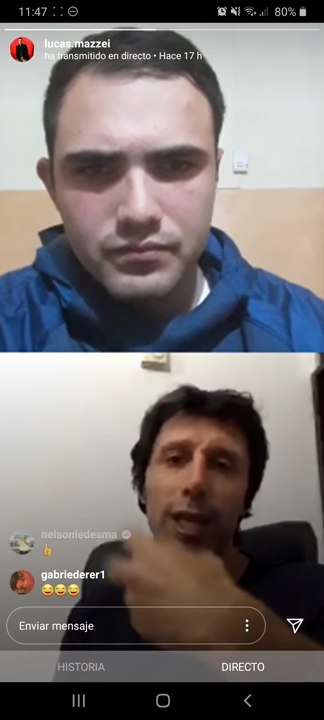 11:47
80%
lucas.mazzei
ha transmitido en directo • Hace 17 h
nelsonledesma
gabriederer1
Enviar mensaje
HISTORIA
DIRECTO